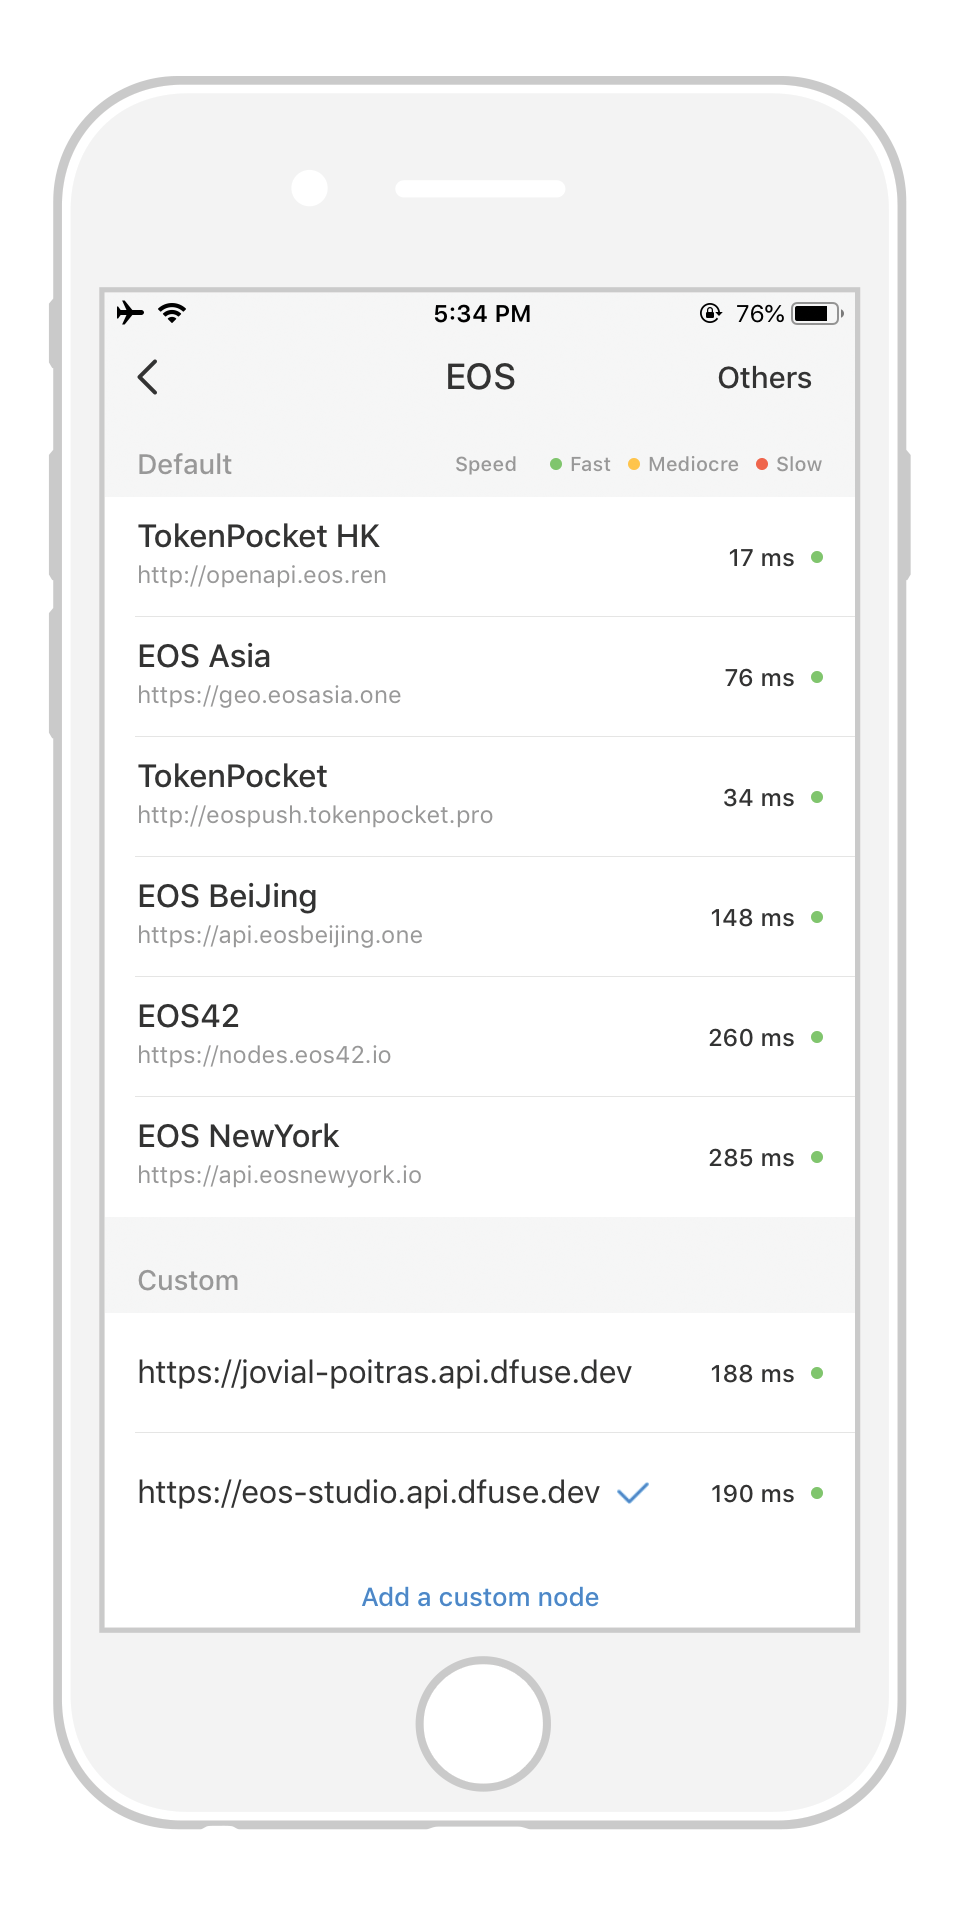 5:34 PM 76%
EOS Others
Default Speed Fast Mediocre Slow
TokenPocket HK
http://openapi.eos.ren
17 ms
EOS Asia
https://geo.eosasia.one
76 ms
TokenPocket
http://eospush.tokenpocket.pro
34 ms
EOS BeiJing
https://api.eosbeijing.one
148 ms
EOS42
https://nodes.eos42.io
260 ms
EOS NewYork
https://api.eosnewyork.io
285 ms
Custom
https://jovial-poitras.api.dfuse.dev 188 ms
https://eos-studio.api.dfuse.dev 190 ms
Add a custom node